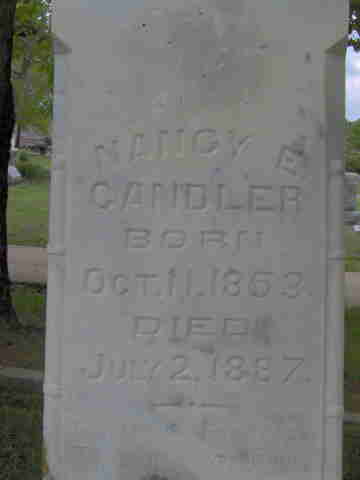 NANCY E.
CANDLER
BORN
OCT. 11. 1853.
DIED
JULY 2, 1887.